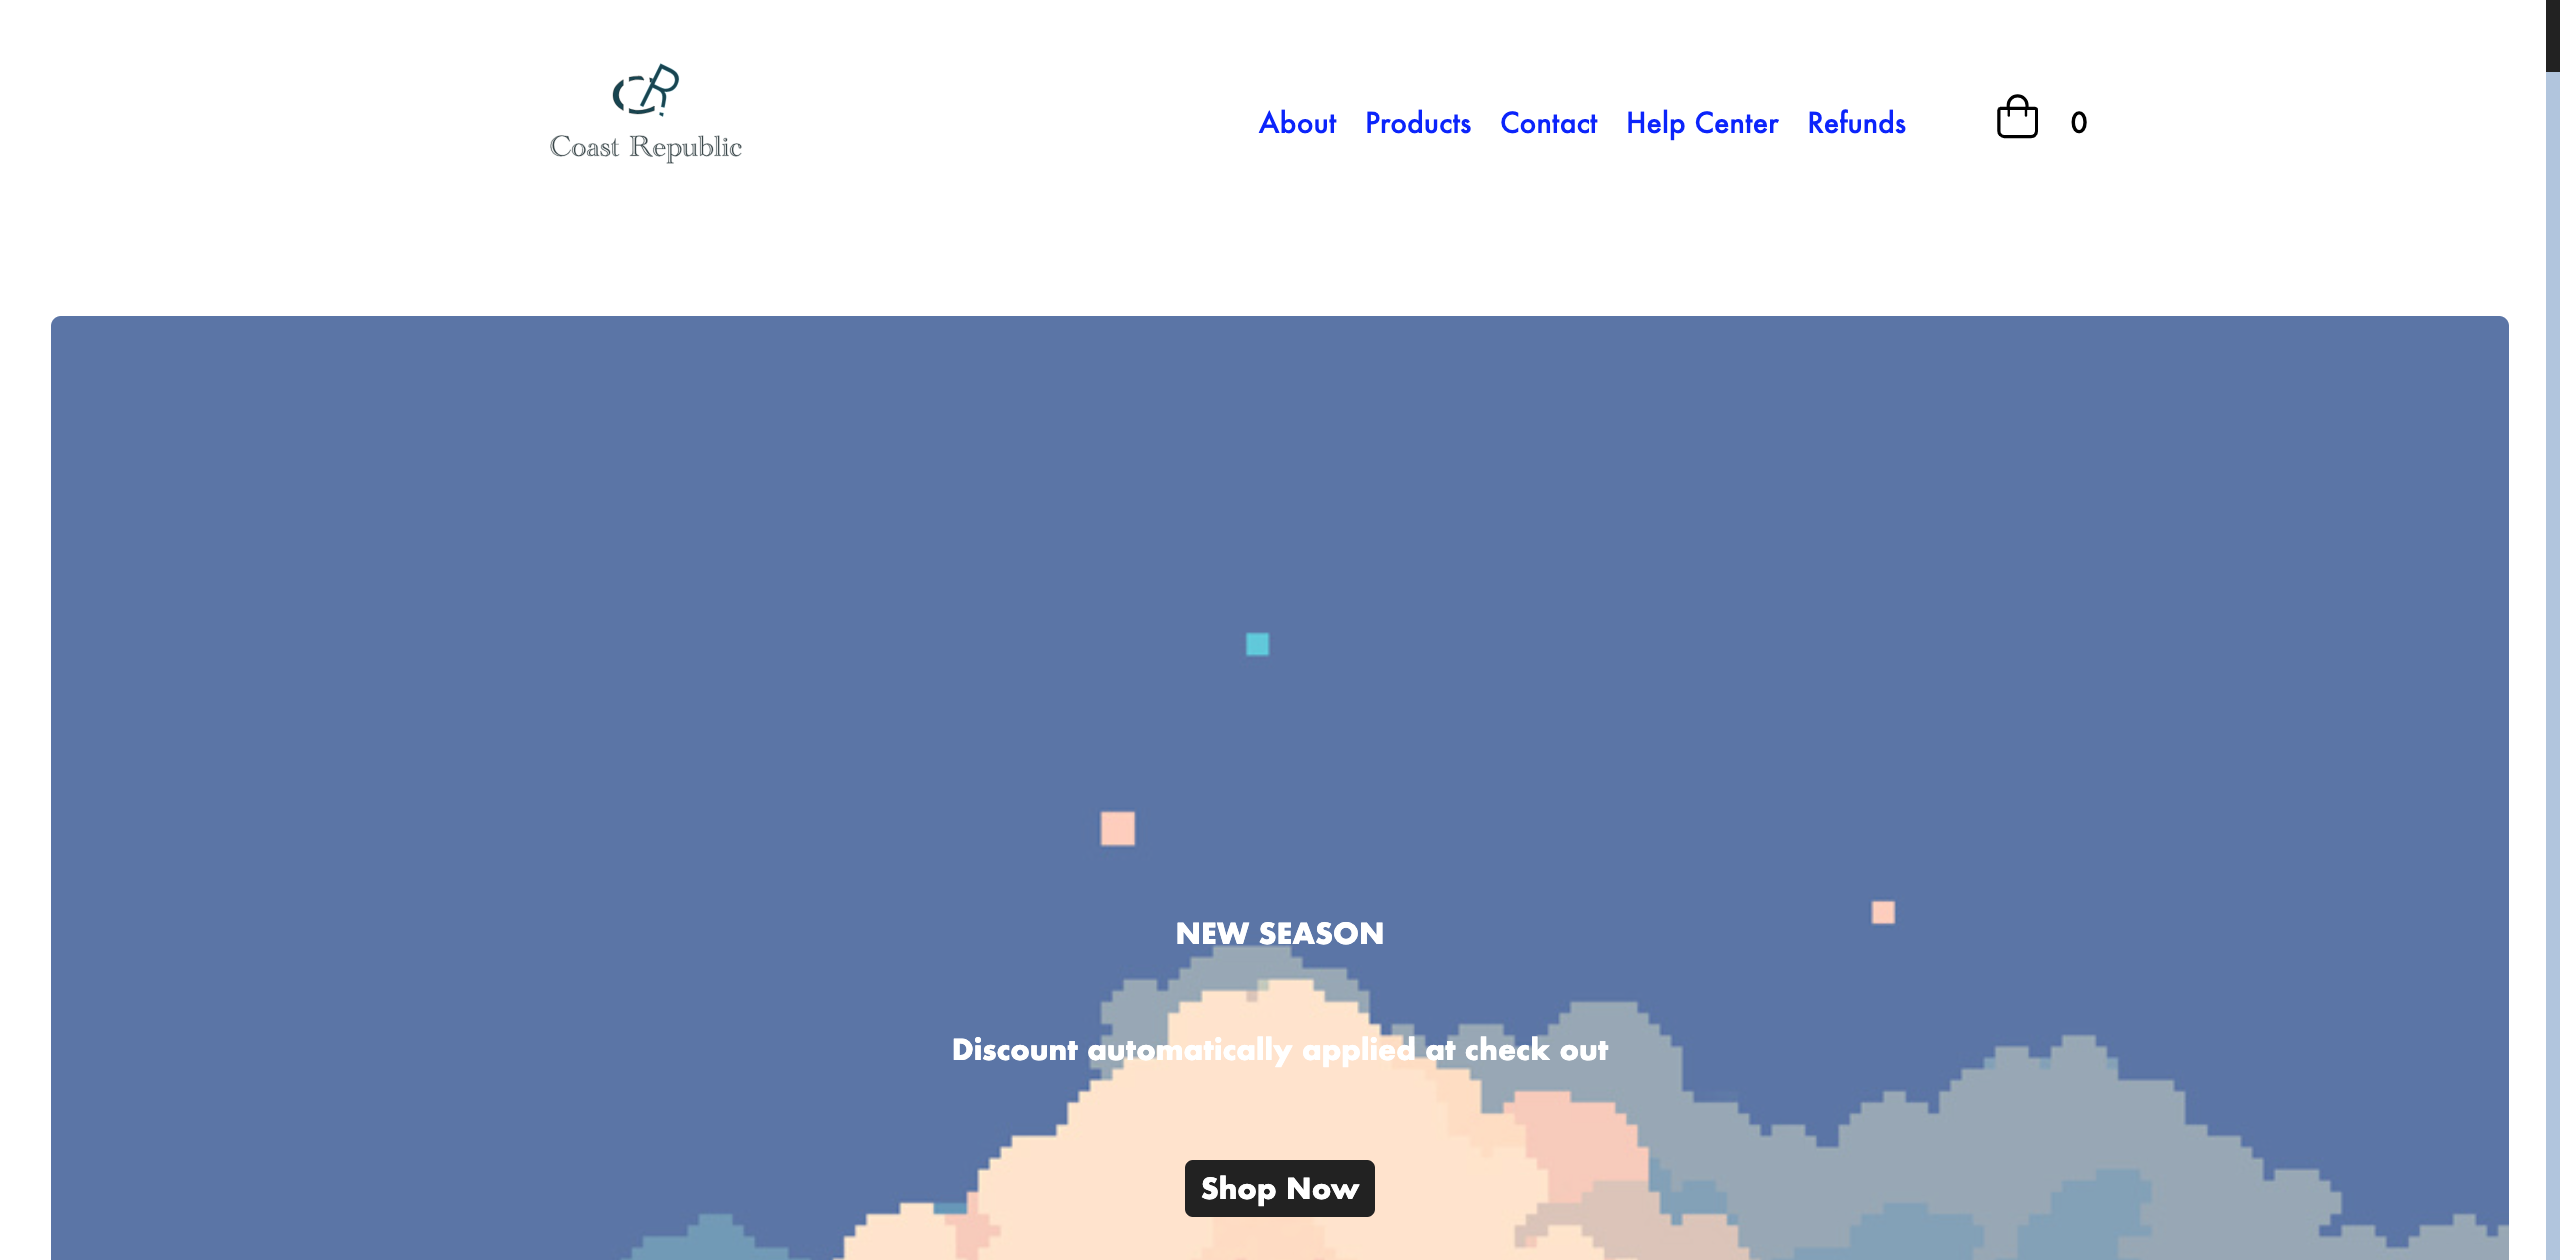 CR
Coast Republic
About Products Contact Help Center Refunds 0
NEW SEASON
Discount automatically applied at check out
Shop Now